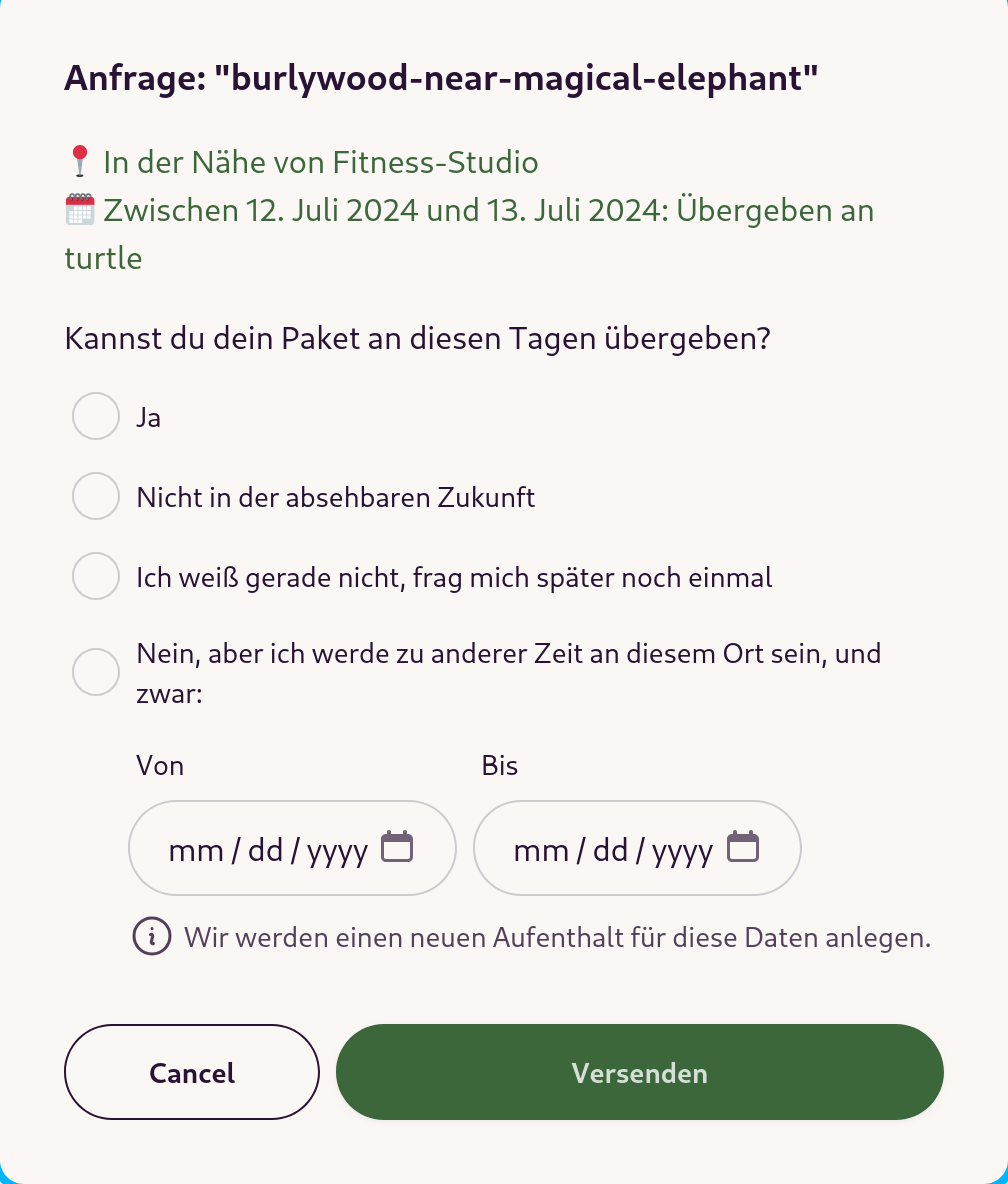 Anfrage: "burlywood-near-magical-elephant"
📍 In der Nähe von Fitness-Studio
🗓️ Zwischen 12. Juli 2024 und 13. Juli 2024: Übergeben an
turtle
Kannst du dein Paket an diesen Tagen übergeben?
Ja
Nicht in der absehbaren Zukunft
Ich weiß gerade nicht, frag mich später noch einmal
Nein, aber ich werde zu anderer Zeit an diesem Ort sein, und
zwar:
Von Bis
mm / dd / yyyy mm / dd / yyyy
Wir werden einen neuen Aufenthalt für diese Daten anlegen.
Cancel Versenden